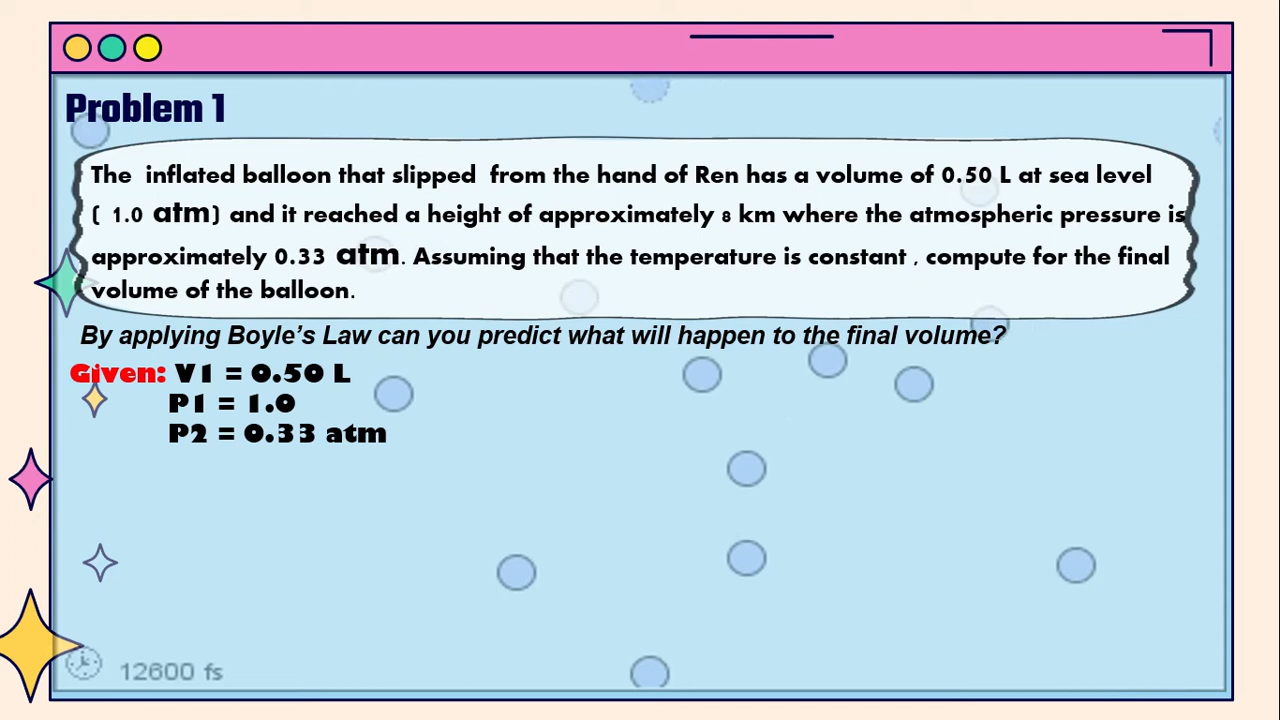 Problem 1
The inflated balloon that slipped from the hand of Ren has a volume of 0.50 L at sea level
( 1.0 atm) and it reached a height of approximately 8 km where the atmospheric pressure is
approximately 0.33 atm. Assuming that the temperature is constant , compute for the final
volume of the balloon.
By applying Boyle's Law can you predict what will happen to the final volume?
Given: V1 = 0.50 L
P1 = 1.0
P2 = 0.33 atm
12600 fs